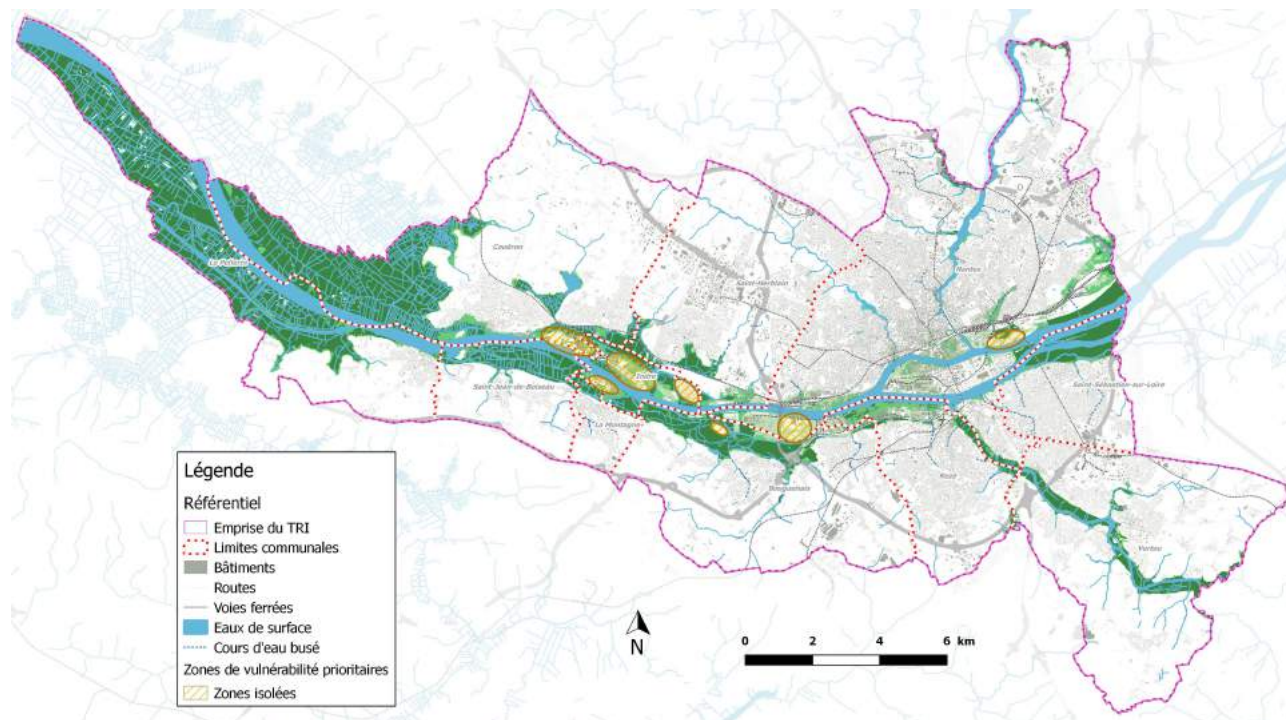 Couëron
Nantes
Saint-Herblain
Le Pellerin
Saint-Sébastien-sur-Loire
Saint-Jean-de-Boiseau
Indre
La Montagne
Rezé
Bouguenais
Vertou
Légende
Référentiel
Emprise du TRI
Limites communales
Bâtiments
Routes
Voies ferrées
Eaux de surface
Cours d'eau busé
Zones de vulnérabilité prioritaires
Zones isolées
N
0 2 4 6 km